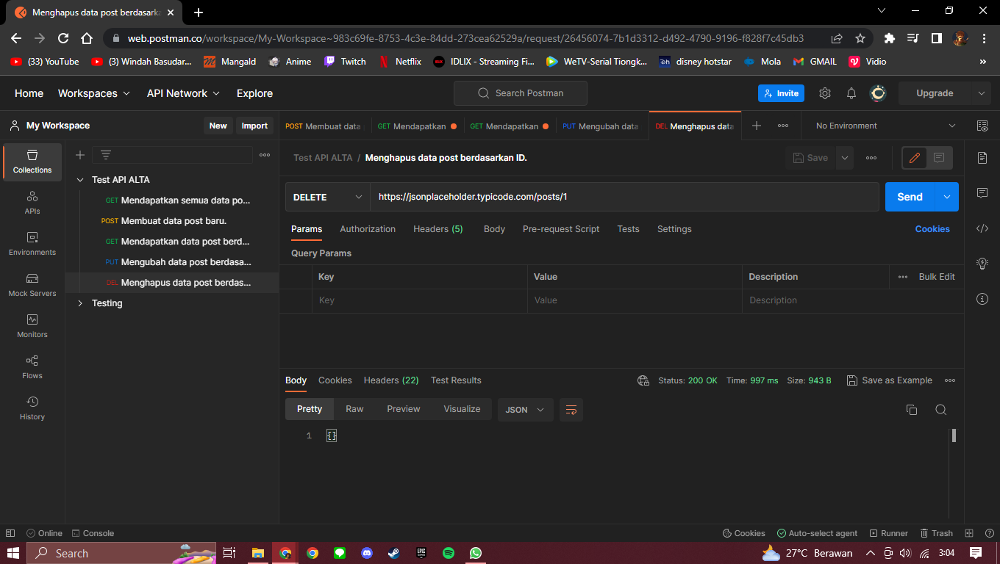 Menghapus data post berdasarka
web.postman.co/workspace/My-Workspace~983c69fe-8753-4c3e-84dd-273cea62529a/request/26456074-7b1d3312-d492-4790-9196-f828f7c45db3
(33) YouTube (3) Windah Basudar... Mangald Anime Twitch Netflix IDLIX - Streaming Fi... WeTV-Serial Tiongk... disney hotstar Mola GMAIL Vidio »
Home Workspaces API Network Explore Search Postman Invite Upgrade
My Workspace New Import
POST Membuat data GET Mendapatkan GET Mendapatkan PUT Mengubah data DEL Menghapus data No Environment
Collections
APIs
Environments
Mock Servers
Monitors
Flows
History
Test API ALTA
GET Mendapatkan semua data po...
POST Membuat data post baru.
GET Mendapatkan data post berd...
PUT Mengubah data post berdasa...
DEL Menghapus data post berdas...
Testing
Test API ALTA / Menghapus data post berdasarkan ID. Save
DELETE https://jsonplaceholder.typicode.com/posts/1 Send
Params Authorization Headers (5) Body Pre-request Script Tests Settings Cookies
Query Params
Key Value Description Bulk Edit
Key Value Description
Body Cookies Headers (22) Test Results Status: 200 OK Time: 997 ms Size: 943 B Save as Example
Pretty Raw Preview Visualize JSON
1 {}
Online Console Cookies Auto-select agent Runner Trash
Search 27°C Berawan 3:04